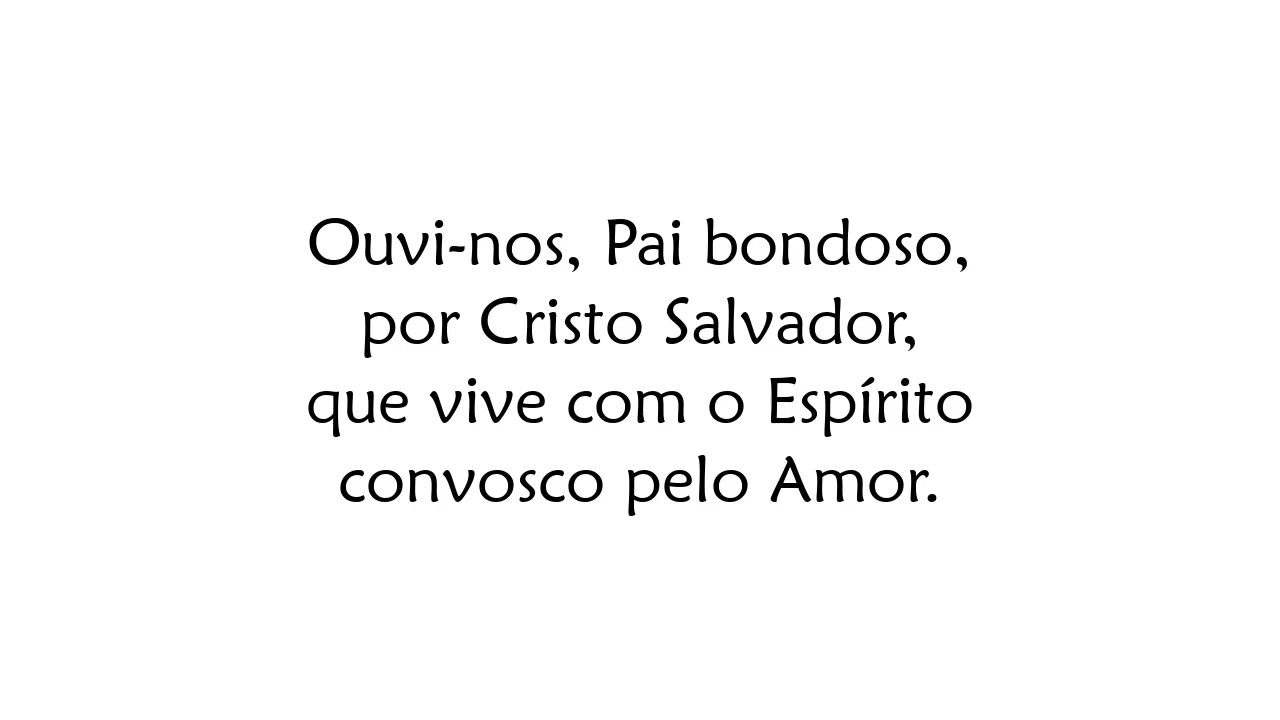 Ouvi-nos, Pai bondoso,
por Cristo Salvador,
que vive com o Espírito
convosco pelo Amor.